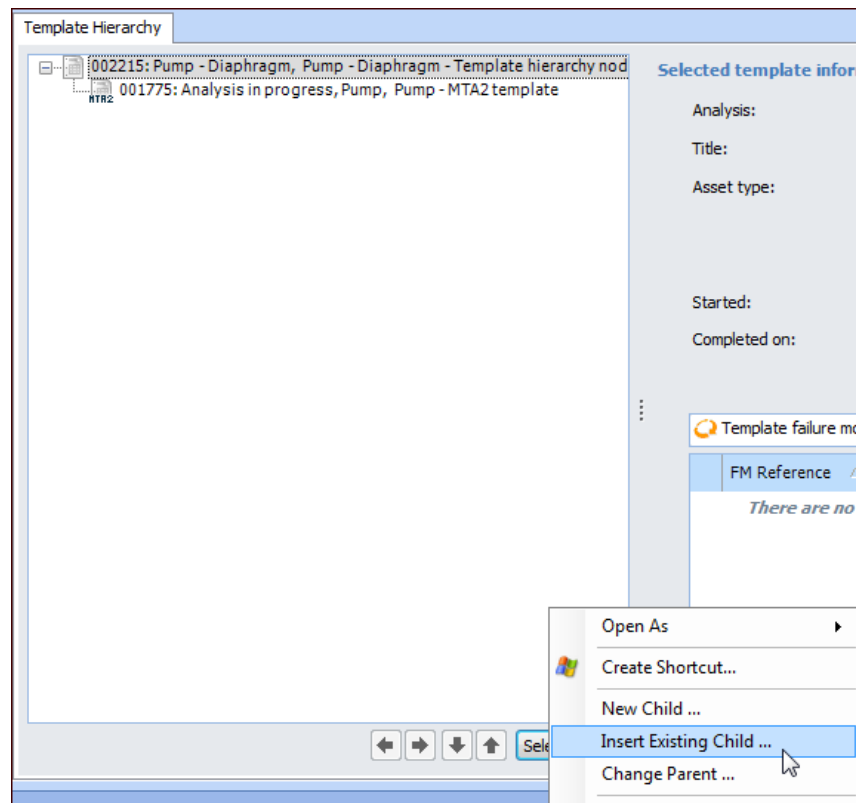 Template Hierarchy
002215: Pump - Diaphragm, Pump - Diaphragm - Template hierarchy nod
MTA2 001775: Analysis in progress, Pump, Pump - MTA2 template
Selected template infor
Analysis:
Title:
Asset type:
Started:
Completed on:
Template failure mo
FM Reference
There are no
Sele
Open As
Create Shortcut...
New Child ...
Insert Existing Child ...
Change Parent ...